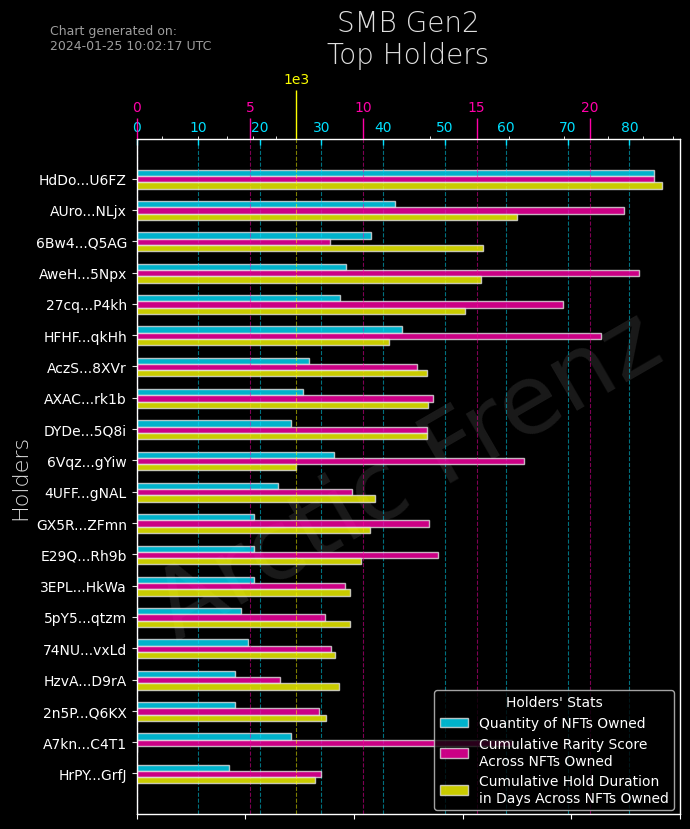 Chart generated on:
2024-01-25 10:02:17 UTC
SMB Gen2
Top Holders
1e3
0 5 10 15 20
0 10 20 30 40 50 60 70 80
Holders
HdDo...U6FZ
AUro...NLjx
6Bw4...Q5AG
AweH...5Npx
27cq...P4kh
HFHF...qkHh
AczS...8XVr
AXAC...rk1b
DYDe...5Q8i
6Vqz...gYiw
4UFF...gNAL
GX5R...ZFmn
E29Q...Rh9b
3EPL...HkWa
5pY5...qtzm
74NU...vxLd
HzvA...D9rA
2n5P...Q6KX
A7kn...C4T1
HrPY...GrfJ
Arctic Frenz
Holders' Stats
Quantity of NFTs Owned
Cumulative Rarity Score
Across NFTs Owned
Cumulative Hold Duration
in Days Across NFTs Owned